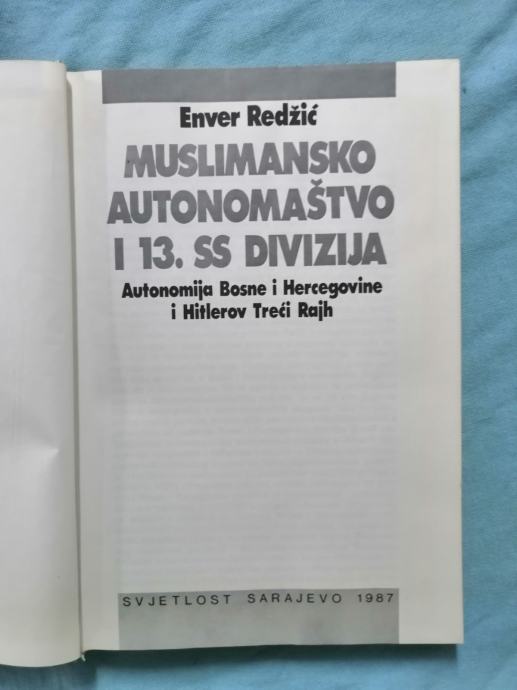 Enver Redžić
MUSLIMANSKO
AUTONOMAŠTVO
I 13. SS DIVIZIJA
Autonomija Bosne i Hercegovine
i Hitlerov Treći Rajh
SVJETLOST SARAJEVO 1987